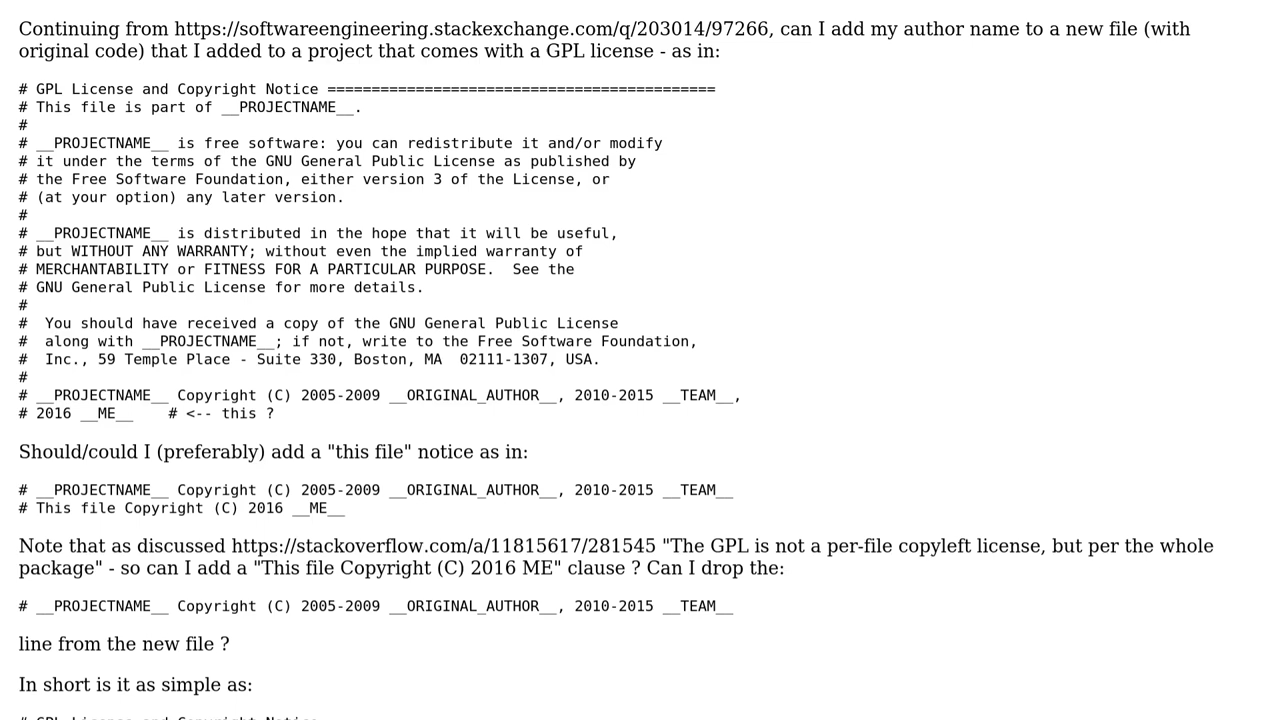 Continuing from https://softwareengineering.stackexchange.com/q/203014/97266, can I add my author name to a new file (with
original code) that I added to a project that comes with a GPL license - as in:
# GPL License and Copyright Notice ============================================
# This file is part of __PROJECTNAME__.
#
# __PROJECTNAME__ is free software: you can redistribute it and/or modify
# it under the terms of the GNU General Public License as published by
# the Free Software Foundation, either version 3 of the License, or
# (at your option) any later version.
#
# __PROJECTNAME__ is distributed in the hope that it will be useful,
# but WITHOUT ANY WARRANTY; without even the implied warranty of
# MERCHANTABILITY or FITNESS FOR A PARTICULAR PURPOSE.  See the
# GNU General Public License for more details.
#
#  You should have received a copy of the GNU General Public License
#  along with __PROJECTNAME__; if not, write to the Free Software Foundation,
#  Inc., 59 Temple Place - Suite 330, Boston, MA  02111-1307, USA.
#
# __PROJECTNAME__ Copyright (C) 2005-2009 __ORIGINAL_AUTHOR__, 2010-2015 __TEAM__,
# 2016 __ME__    # <-- this ?
Should/could I (preferably) add a "this file" notice as in:
# __PROJECTNAME__ Copyright (C) 2005-2009 __ORIGINAL_AUTHOR__, 2010-2015 __TEAM__
# This file Copyright (C) 2016 __ME__
Note that as discussed https://stackoverflow.com/a/11815617/281545 "The GPL is not a per-file copyleft license, but per the whole
package" - so can I add a "This file Copyright (C) 2016 ME" clause ? Can I drop the:
# __PROJECTNAME__ Copyright (C) 2005-2009 __ORIGINAL_AUTHOR__, 2010-2015 __TEAM__
line from the new file ?
In short is it as simple as: